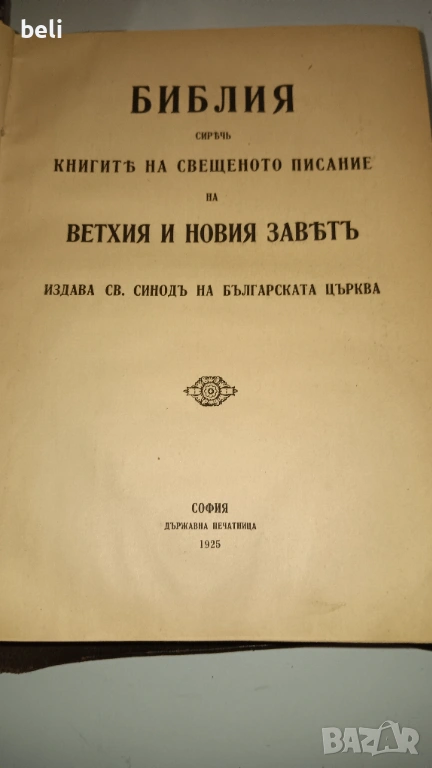 beli
БИБЛИЯ
СИРѢЧЬ
КНИГИТѢ НА СВЕЩЕНОТО ПИСАНИЕ
НА
ВЕТХИЯ И НОВИЯ ЗАВѢТЪ
ИЗДАВА СВ. СИНОДЪ НА БЪЛГАРСКАТА ЦЪРКВА
СОФИЯ
ДЪРЖАВНА ПЕЧАТНИЦА
1925
BAZAR